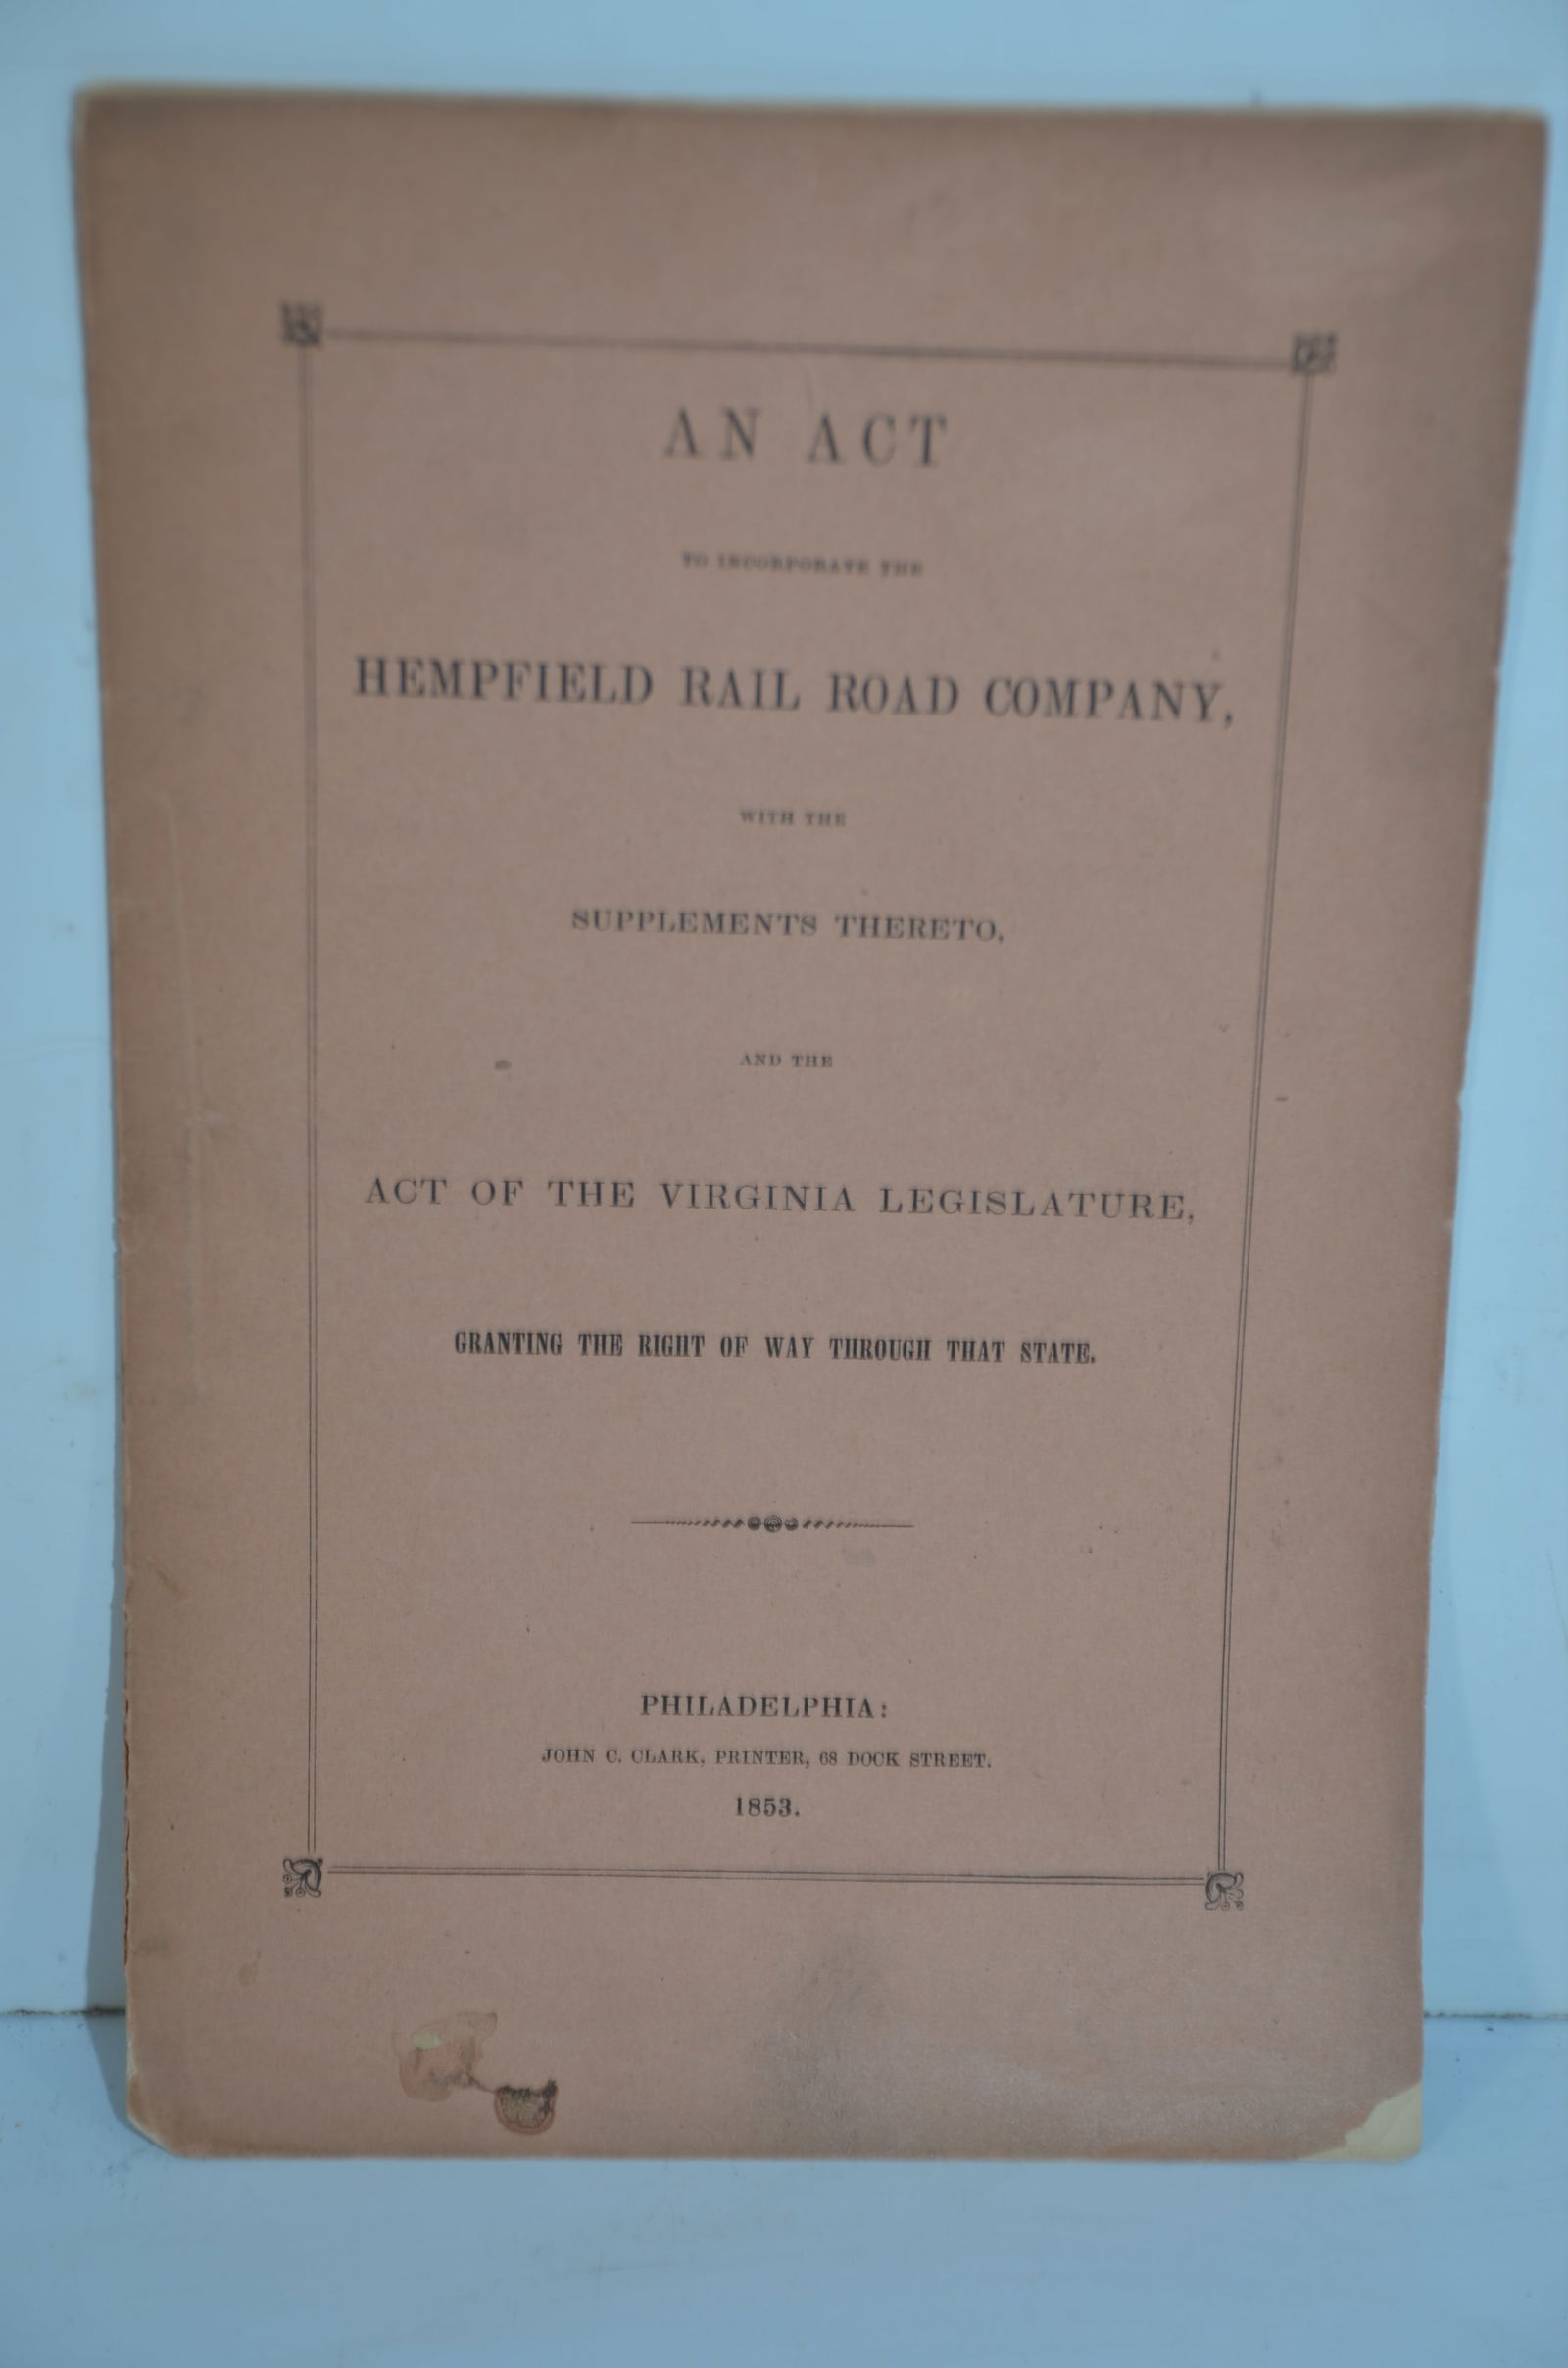 AN ACT
TO INCORPORATE THE
HEMPFIELD RAIL ROAD COMPANY,
WITH THE
SUPPLEMENTS THERETO,
AND THE
ACT OF THE VIRGINIA LEGISLATURE,
GRANTING THE RIGHT OF WAY THROUGH THAT STATE.
PHILADELPHIA:
JOHN C. CLARK, PRINTER, 68 DOCK STREET.
1853.